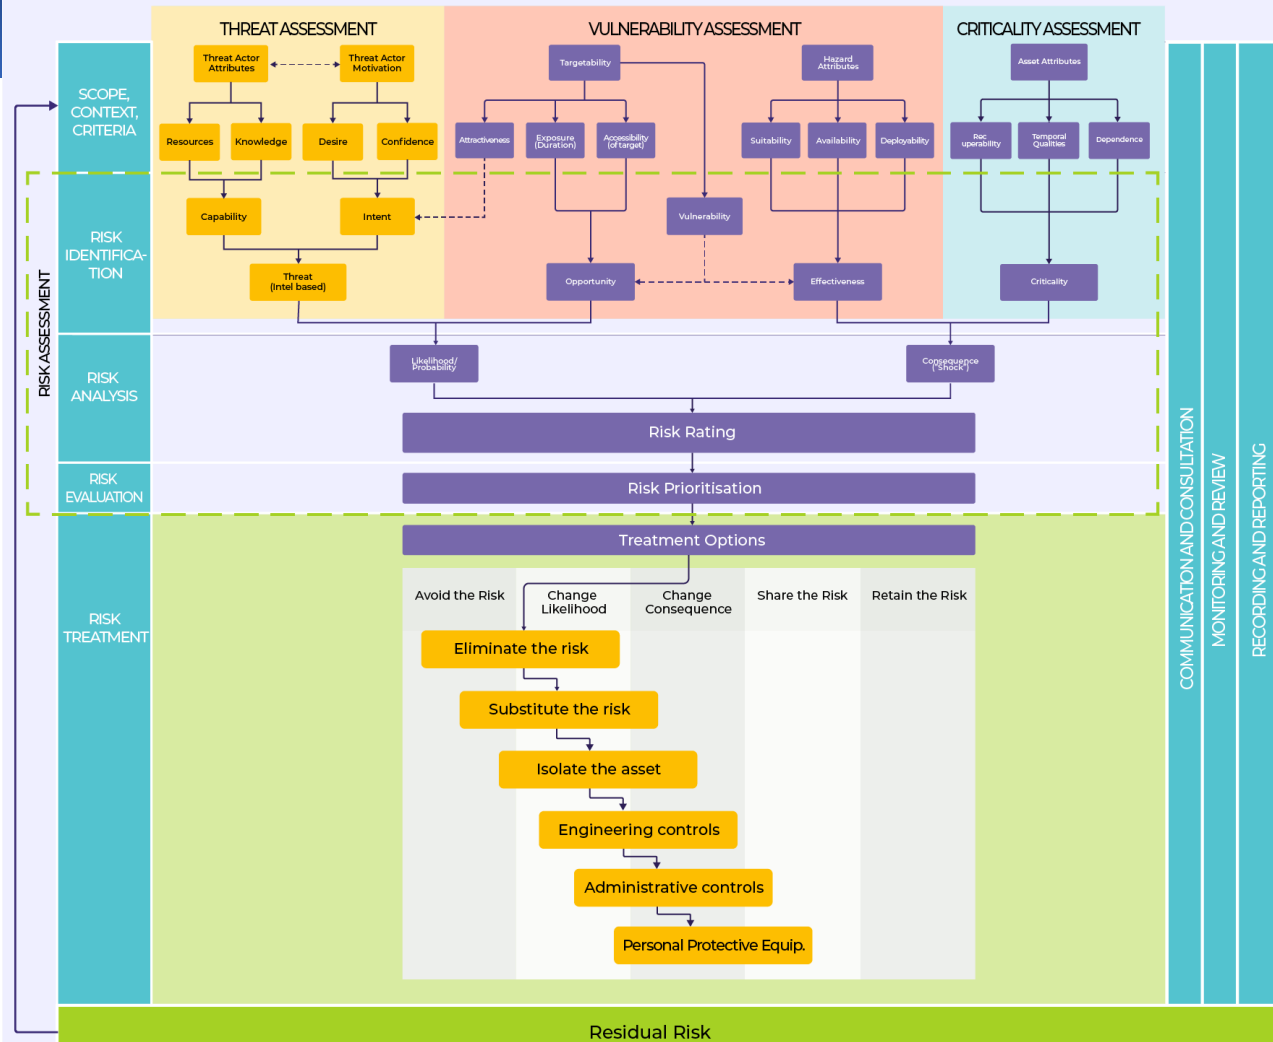 THREAT ASSESSMENT
VULNERABILITY ASSESSMENT
CRITICALITY ASSESSMENT
SCOPE,
CONTEXT,
CRITERIA
Threat Actor
Attributes
Threat Actor
Motivation
Targetability
Hazard
Attributes
Asset Attributes
Resources
Knowledge
Desire
Confidence
Attractiveness
Exposure
(Duration)
Accessibility
(of target)
Suitability
Availability
Deployability
Rec
uperability
Temporal
Qualities
Dependence
RISK ASSESSMENT
RISK
IDENTIFICA-
TION
Capability
Intent
Vulnerability
Threat
(Intel based)
Opportunity
Effectiveness
Criticality
RISK
ANALYSIS
Likelihood/
Probability
Consequence
("Shock")
Risk Rating
RISK
EVALUATION
Risk Prioritisation
RISK
TREATMENT
Treatment Options
Avoid the Risk
Change
Likelihood
Change
Consequence
Share the Risk
Retain the Risk
Eliminate the risk
Substitute the risk
Isolate the asset
Engineering controls
Administrative controls
Personal Protective Equip.
COMMUNICATION AND CONSULTATION
MONITORING AND REVIEW
RECORDING AND REPORTING
Residual Risk